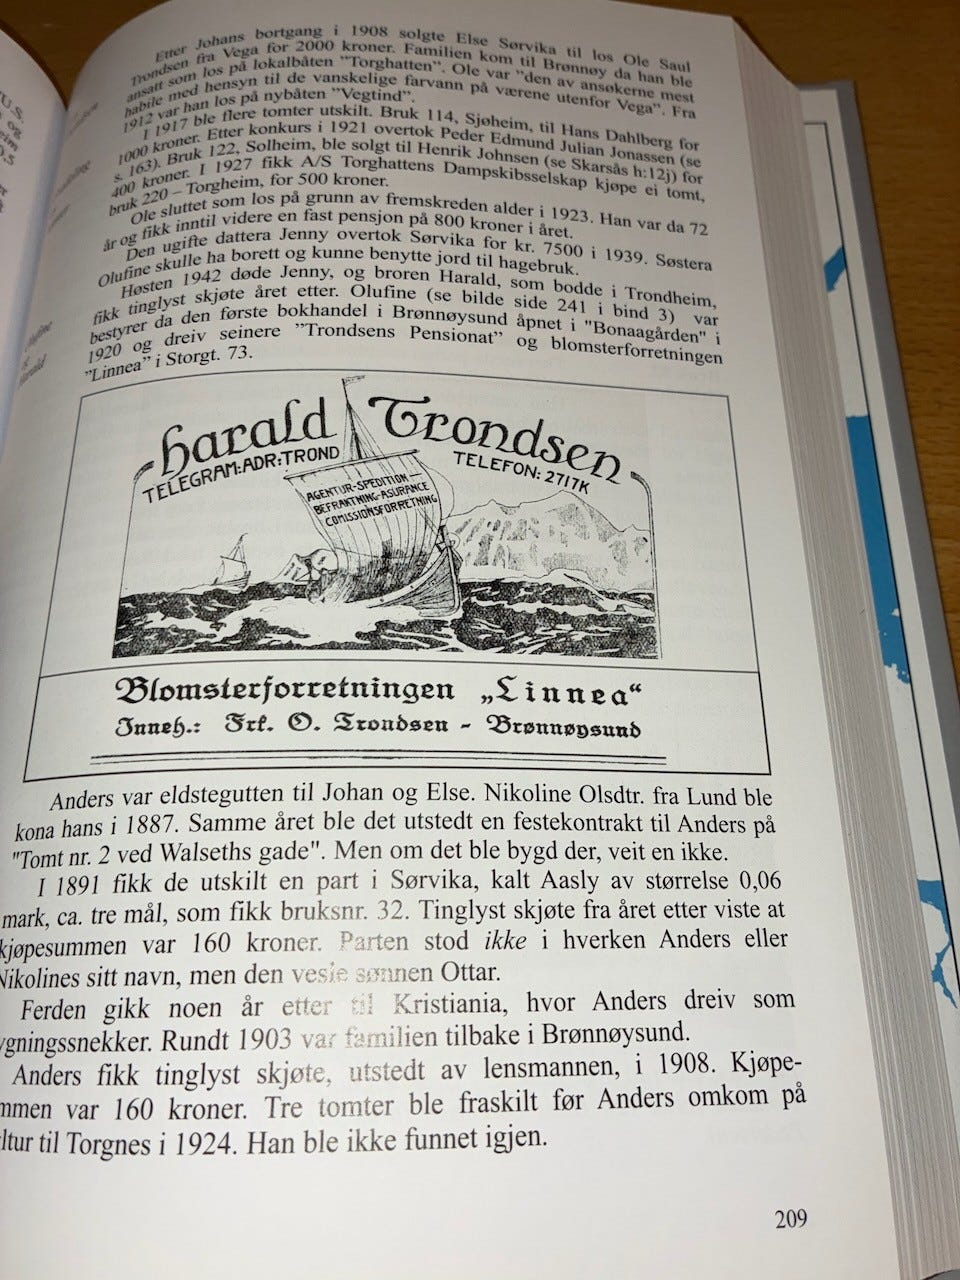 Etter Johans bortgang i 1908 solgte Else Sørvika til los Ole Saul
Trondsen fra Vega for 2000 kroner. Familien kom til Brønnøy da han ble
ansatt som los på lokalbåten "Torghatten". Ole var "den av ansøkerne mest
habile med hensyn til de vanskelige farvann på værene utenfor Vega". Fra
1912 var han los på nybåten ”Vegtind”.
I 1917 ble flere tomter utskilt. Bruk 114, Sjøheim, til Hans Dahlberg for
1000 kroner. Etter konkurs i 1921 overtok Peder Edmund Julian Jonassen (se
s. 163). Bruk 122, Solheim, ble solgt til Henrik Johnsen (se Skarsås h:12j) for
400 kroner. I 1927 fikk A/S Torghattens Dampskibsselskap kjøpe ei tomt,
bruk 220 – Torgheim, for 500 kroner.
Ole sluttet som los på grunn av fremskreden alder i 1923. Han var da 72
år og fikk inntil videre en fast pensjon på 800 kroner i året.
Den ugifte dattera Jenny overtok Sørvika for kr. 7500 i 1939. Søstera
Olufine skulle ha borett og kunne benytte jord til hagebruk.
Høsten 1942 døde Jenny, og broren Harald, som bodde i Trondheim,
fikk tinglyst skjøte året etter. Olufine (se bilde side 241 i bind 3) var
bestyrer da den første bokhandel i Brønnøysund åpnet i "Bonaagården" i
1920 og dreiv seinere ”Trondsens Pensionat” og blomsterforretningen
”Linnea” i Storgt. 73.
Harald Trondsen
TELEGRAM:ADR:TROND TELEFON: 2717K
AGENTUR-SPEDITION
BEFRAKTNING-ASURANCE
COMISSIONSFORRETNING
Blomsterforretningen „Linnea“
Inneh.: Frk. O. Trondsen - Brønnøysund
Anders var eldstegutten til Johan og Else. Nikoline Olsdtr. fra Lund ble
kona hans i 1887. Samme året ble det utstedt en festekontrakt til Anders på
"Tomt nr. 2 ved Walseths gade". Men om det ble bygd der, veit en ikke.
I 1891 fikk de utskilt en part i Sørvika, kalt Aasly av størrelse 0,06
mark, ca. tre mål, som fikk bruksnr. 32. Tinglyst skjøte fra året etter viste at
kjøpesummen var 160 kroner. Parten stod ikke i hverken Anders eller
Nikolines sitt navn, men den vesle sønnen Ottar.
Ferden gikk noen år etter til Kristiania, hvor Anders dreiv som
ygningssnekker. Rundt 1903 var familien tilbake i Brønnøysund.
Anders fikk tinglyst skjøte, utstedt av lensmannen, i 1908. Kjøpe-
mmen var 160 kroner. Tre tomter ble fraskilt før Anders omkom på
ltur til Torgnes i 1924. Han ble ikke funnet igjen.
209